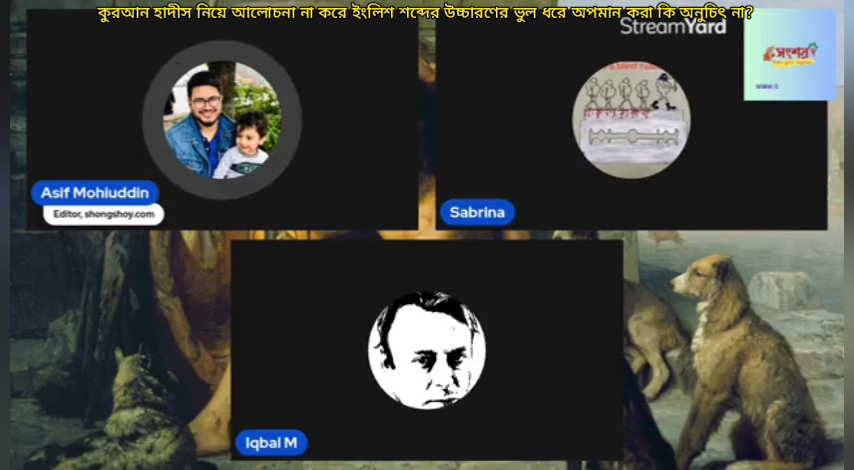 কুরআন হাদীস নিয়ে আলোচনা না করে ইংলিশ শব্দের উচ্চারণের ভুল ধরে অপমান করা কি অনুচিৎ না?
StreamYard
সংশয়
Asif Mohiuddin
Editor, shongshoy.com
Sabrina
Iqbal M